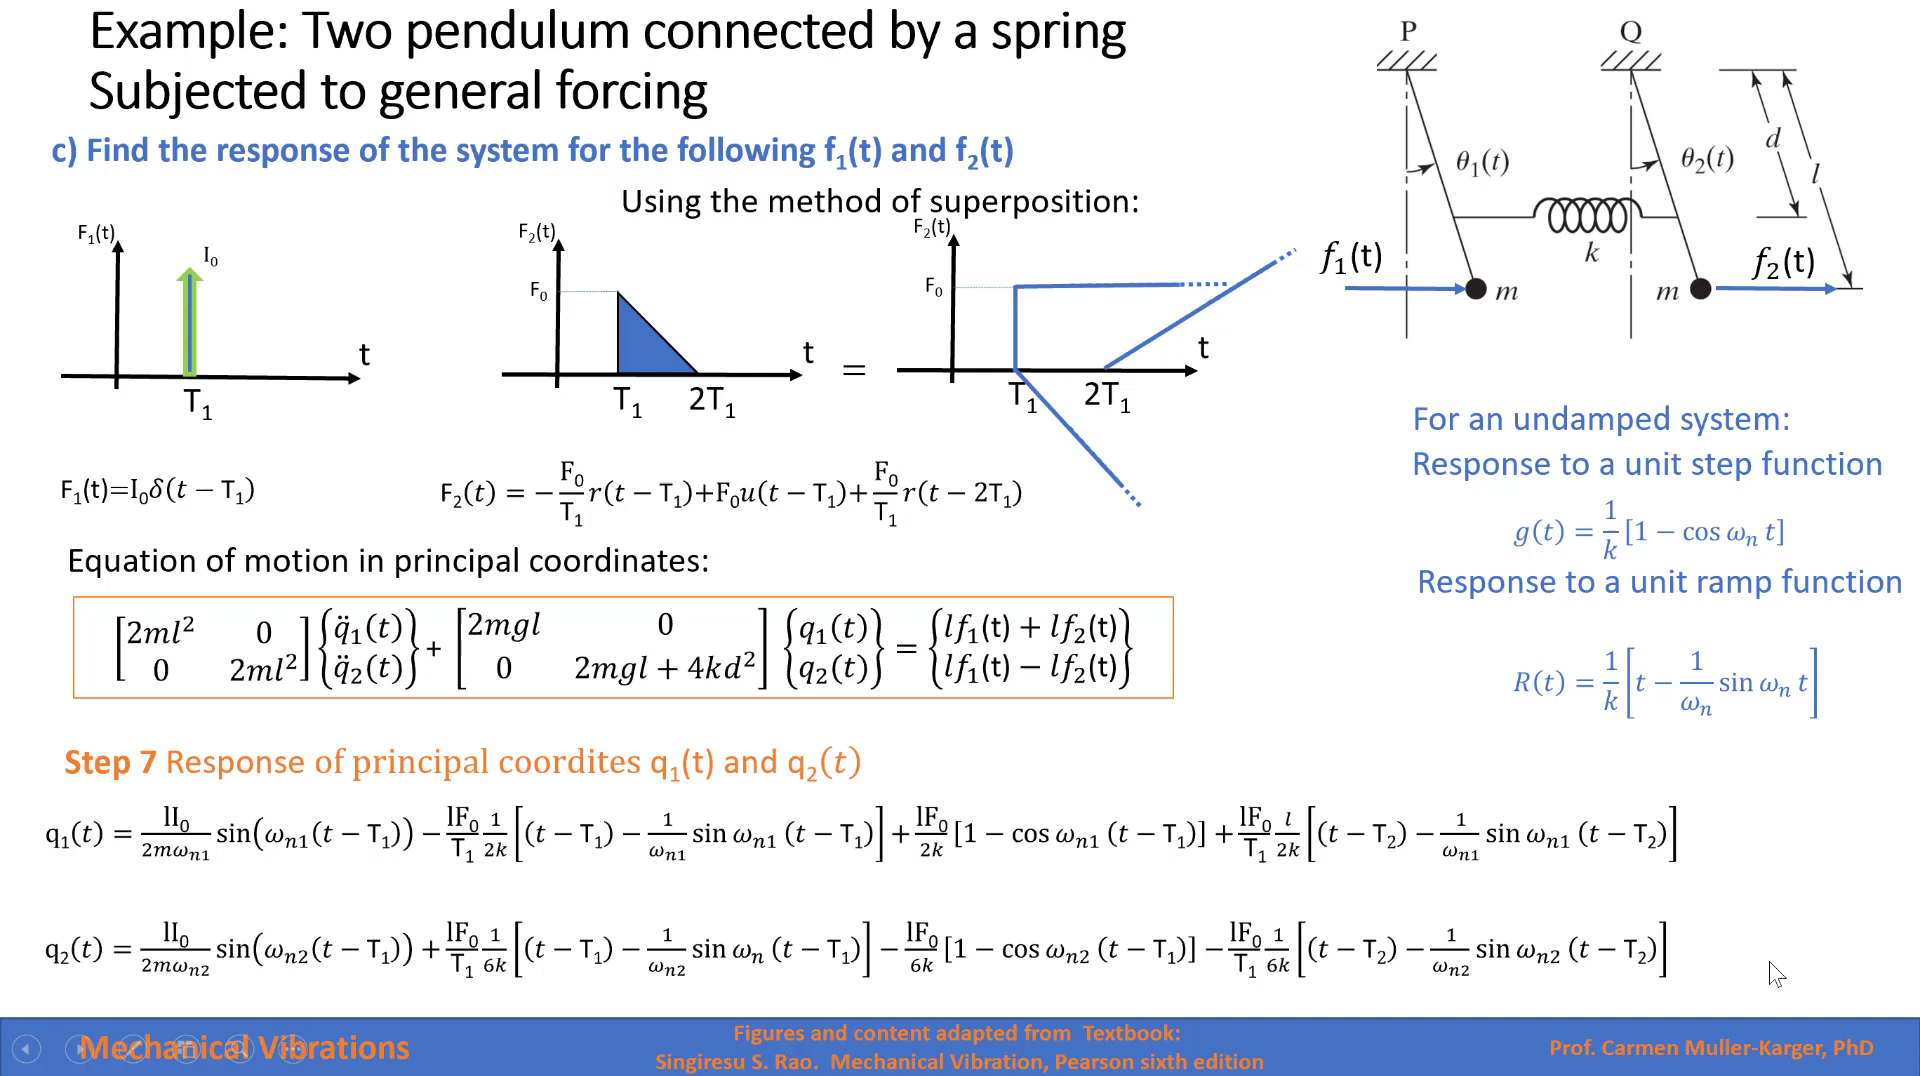 Example: Two pendulum connected by a spring
Subjected to general forcing
c) Find the response of the system for the following f₁(t) and f₂(t)
Using the method of superposition:
F₁(t)
I₀
t
T₁
F₂(t)
F₀
t
T₁ 2T₁
=
F₂(t)
F₀
t
T₁ 2T₁
P Q
θ₁(t) θ₂(t)
d
l
k
f₁(t) f₂(t)
m m
F₁(t)=I₀δ(t − T₁)
F₂(t) = −F₀/T₁ r(t − T₁)+F₀u(t − T₁)+F₀/T₁ r(t − 2T₁)
For an undamped system:
Response to a unit step function
g(t) = 1/k [1 − cos ωₙ t]
Response to a unit ramp function
R(t) = 1/k [t − 1/ωₙ sin ωₙ t]
Equation of motion in principal coordinates:
[2ml² 0] {q̈₁(t)} + [2mgl 0] {q₁(t)} = {lf₁(t) + lf₂(t)}
[0 2ml²] {q̈₂(t)} [0 2mgl + 4kd²] {q₂(t)} {lf₁(t) − lf₂(t)}
Step 7 Response of principal coordites q₁(t) and q₂(t)
q₁(t) = lI₀/2mωₙ₁ sin(ωₙ₁(t − T₁)) − lF₀/T₁ 1/2k [(t − T₁) − 1/ωₙ₁ sin ωₙ₁ (t − T₁)] + lF₀/2k [1 − cos ωₙ₁ (t − T₁)] + lF₀/T₁ l/2k [(t − T₂) − 1/ωₙ₁ sin ωₙ₁ (t − T₂)]
q₂(t) = lI₀/2mωₙ₂ sin(ωₙ₂(t − T₁)) + lF₀/T₁ 1/6k [(t − T₁) − 1/ωₙ₂ sin ωₙ (t − T₁)] − lF₀/6k [1 − cos ωₙ₂ (t − T₁)] − lF₀/T₁ 1/6k [(t − T₂) − 1/ωₙ₂ sin ωₙ₂ (t − T₂)]
Mechanical Vibrations
Figures and content adapted from Textbook:
Singiresu S. Rao. Mechanical Vibration, Pearson sixth edition
Prof. Carmen Muller-Karger, PhD